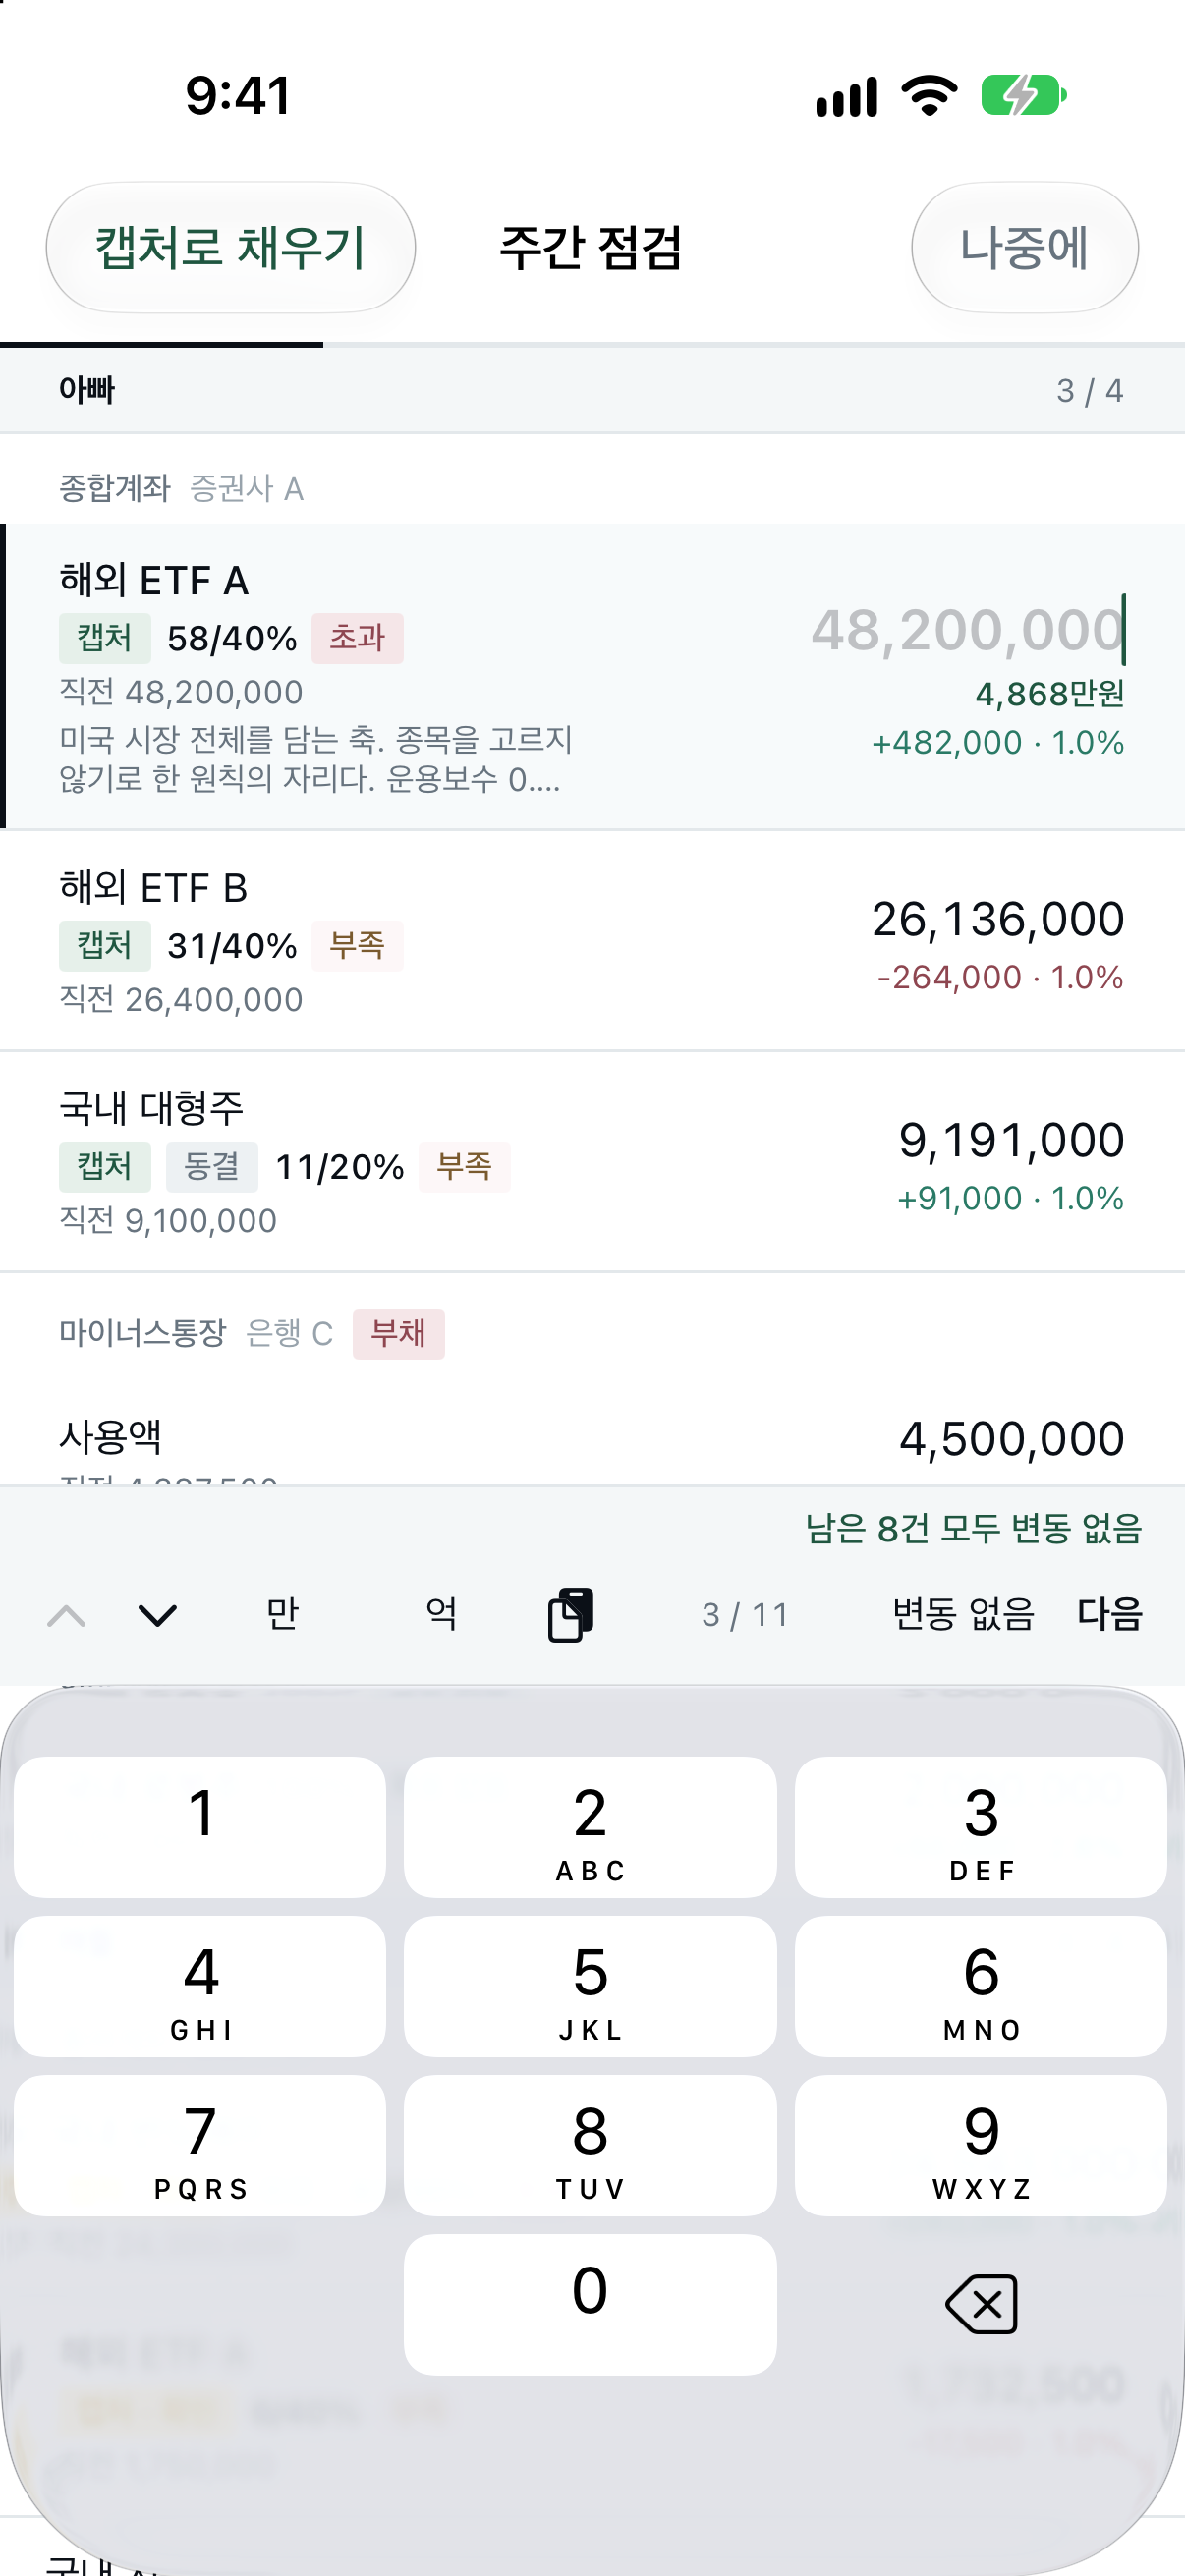 9:41
캡처로 채우기 주간 점검 나중에
아빠 3 / 4
종합계좌 증권사 A
해외 ETF A
캡처 58/40% 초과
48,200,000
직전 48,200,000
4,868만원
미국 시장 전체를 담는 축. 종목을 고르지
+482,000 · 1.0%
않기로 한 원칙의 자리다. 운용보수 0....
해외 ETF B
26,136,000
캡처 31/40% 부족
-264,000 · 1.0%
직전 26,400,000
국내 대형주
9,191,000
캡처 동결 11/20% 부족
+91,000 · 1.0%
직전 9,100,000
마이너스통장 은행 C 부채
사용액 4,500,000
남은 8건 모두 변동 없음
만 억 3 / 11 변동 없음 다음
1 2 3
ABC DEF
4 5 6
GHI JKL MNO
7 8 9
PQRS TUV WXYZ
0